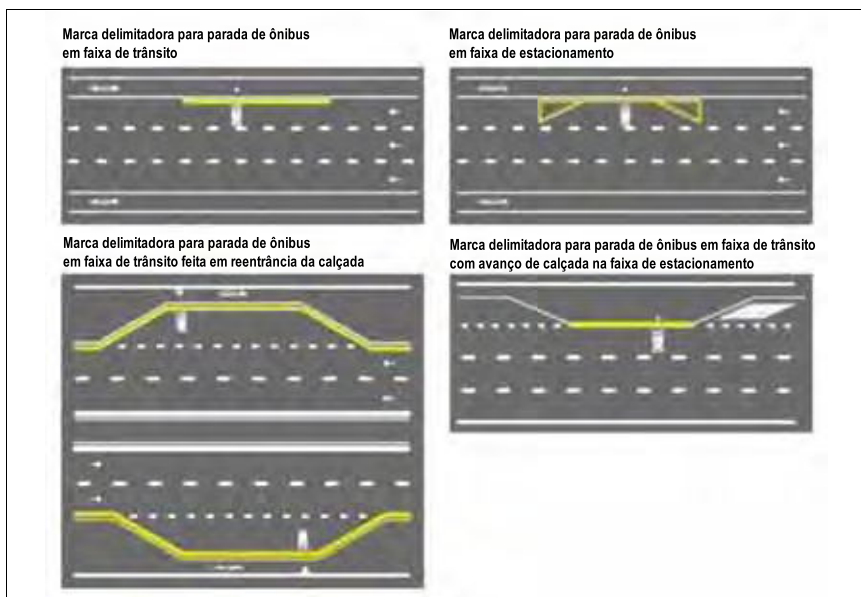 Marca delimitadora para parada de ônibus
em faixa de trânsito
Marca delimitadora para parada de ônibus
em faixa de estacionamento
Marca delimitadora para parada de ônibus
em faixa de trânsito feita em reentrância da calçada
Marca delimitadora para parada de ônibus em faixa de trânsito
com avanço de calçada na faixa de estacionamento